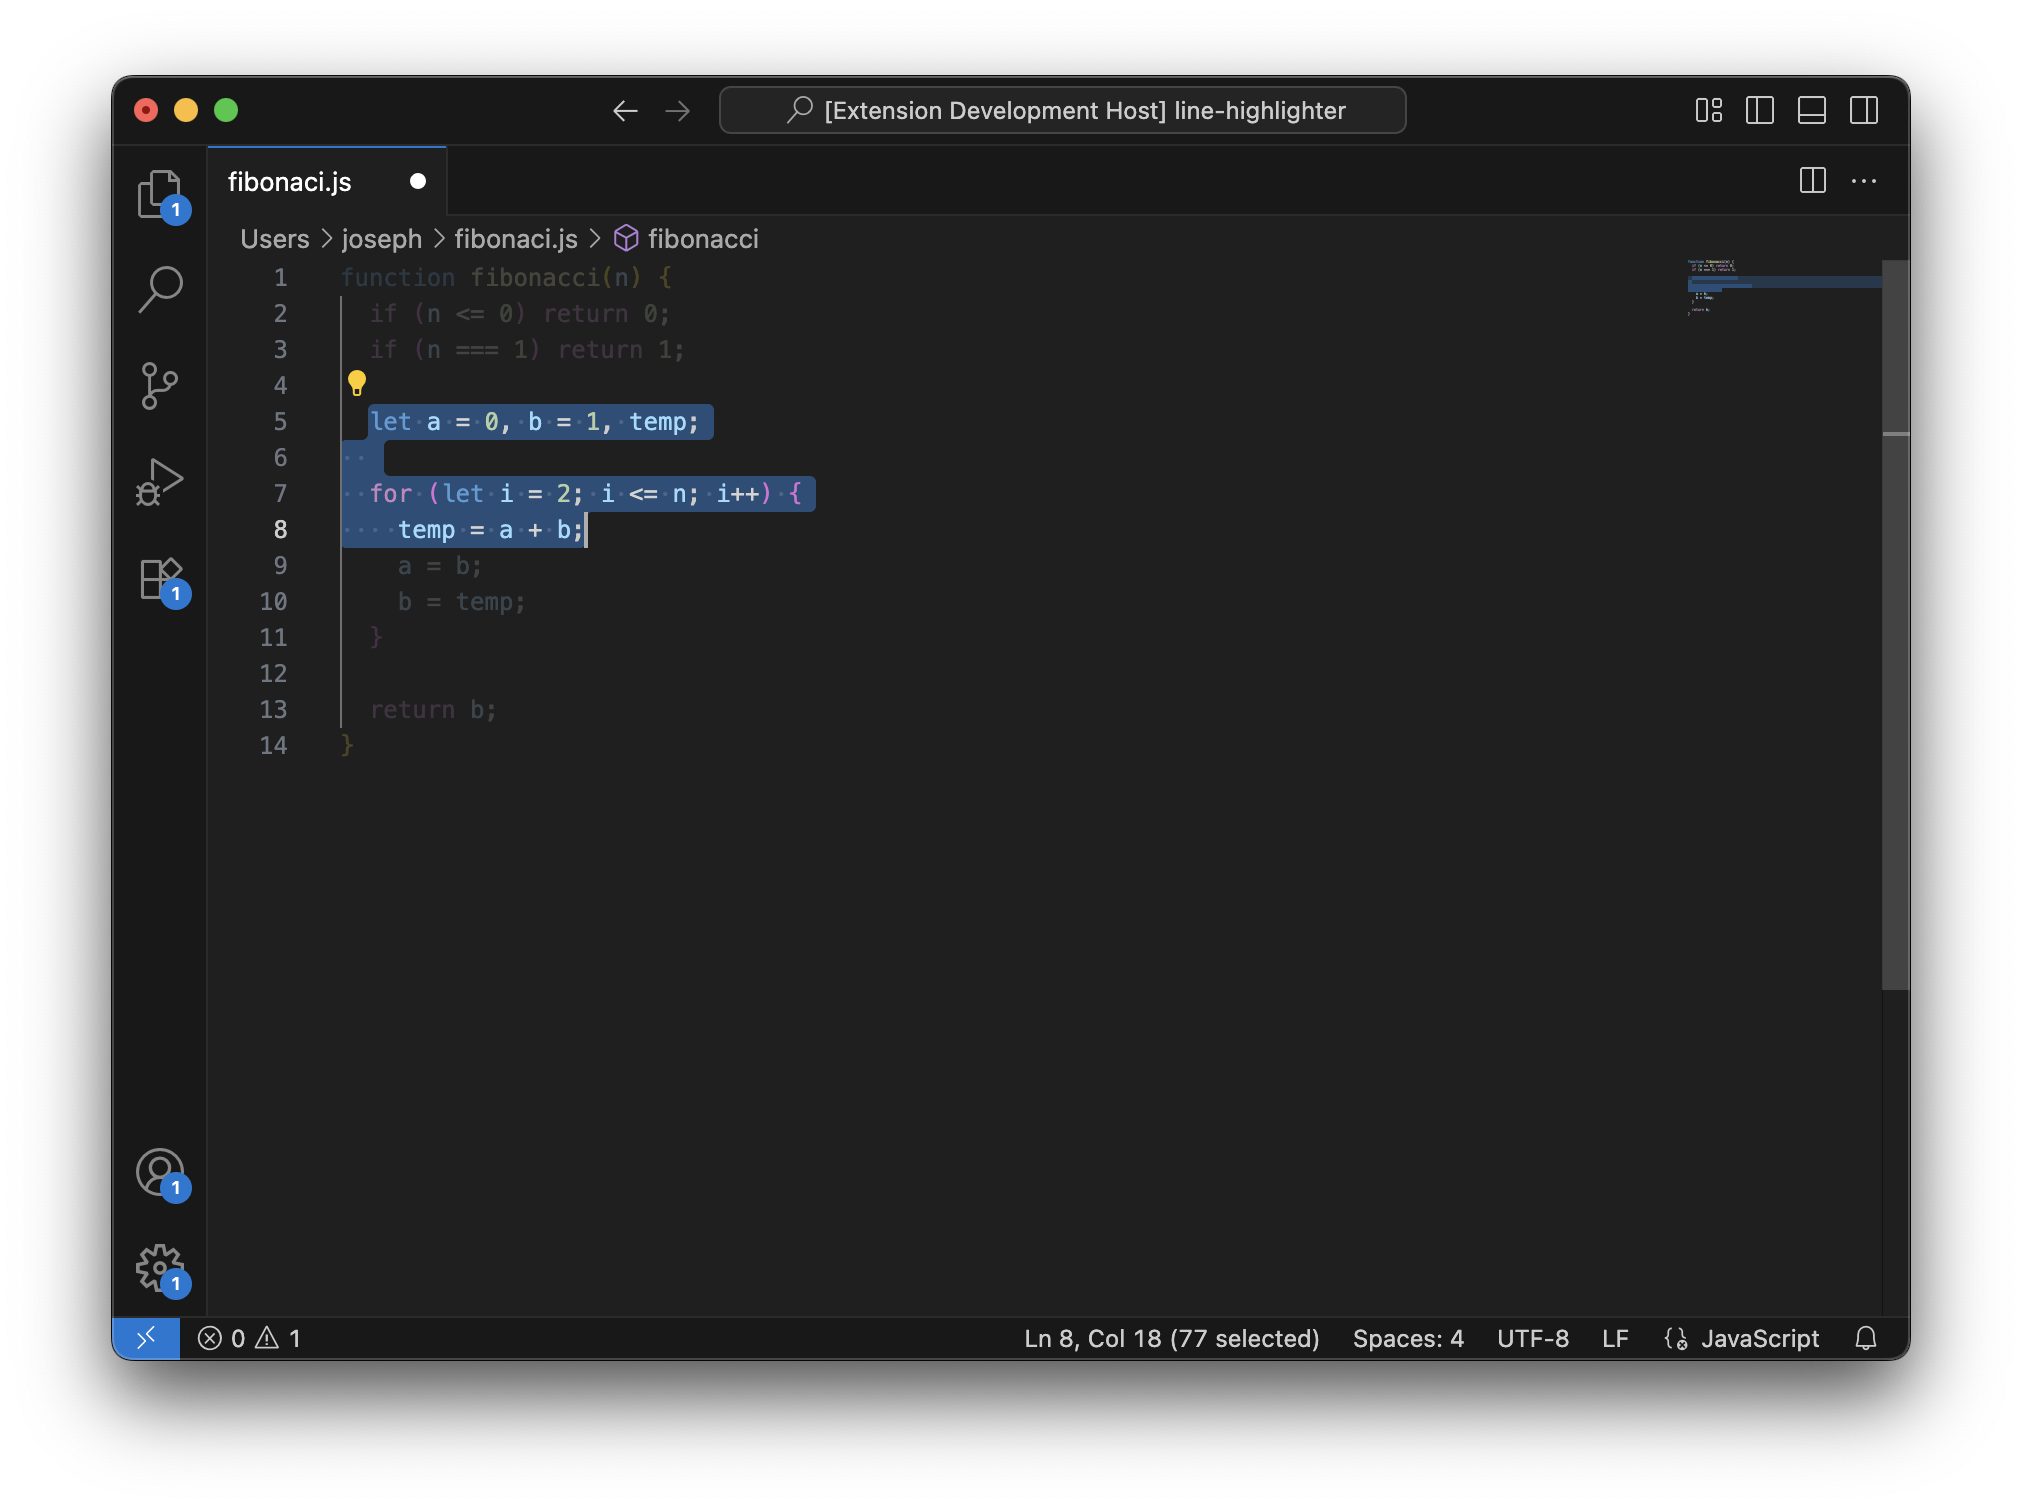 [Extension Development Host] line-highlighter
fibonaci.js
Users > joseph > fibonaci.js > fibonacci
1 function fibonacci(n) {
2 if (n <= 0) return 0;
3 if (n === 1) return 1;
4
5 let a = 0, b = 1, temp;
6
7 for (let i = 2; i <= n; i++) {
8 temp = a + b;
9 a = b;
10 b = temp;
11 }
12
13 return b;
14 }
1
1
1
1
0 1 Ln 8, Col 18 (77 selected) Spaces: 4 UTF-8 LF JavaScript